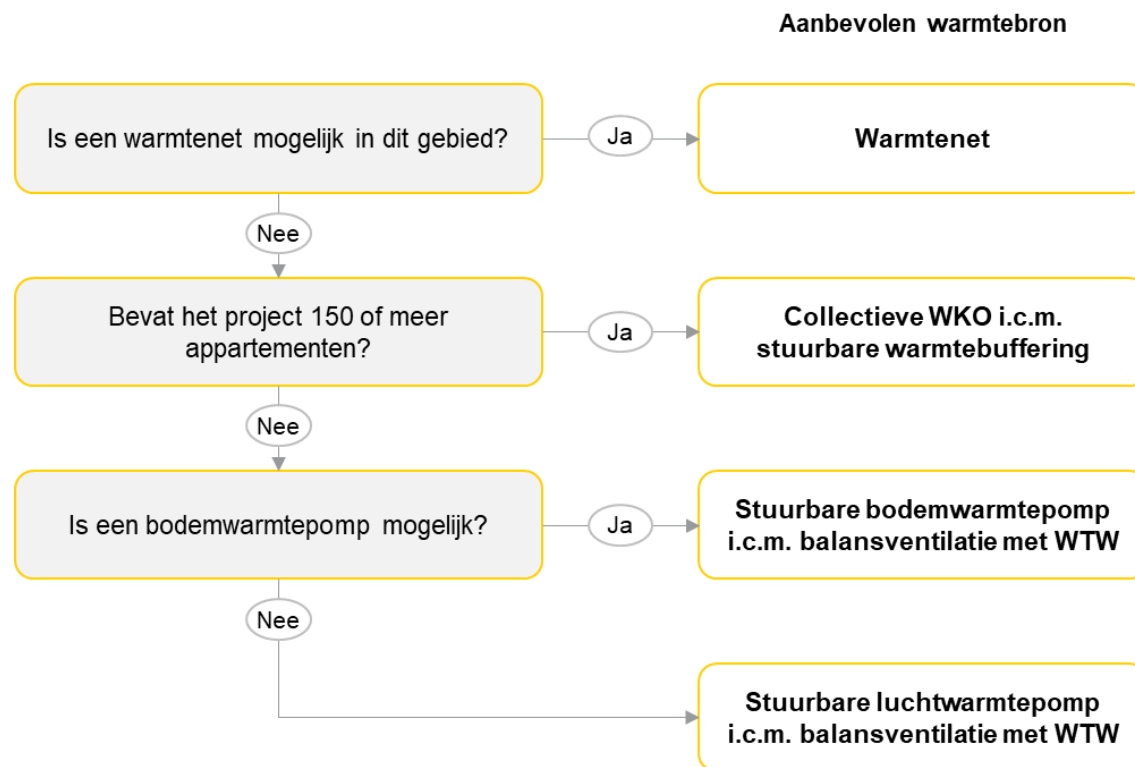 Aanbevolen warmtebron
Is een warmtenet mogelijk in dit gebied?
Ja
Warmtenet
Nee
Bevat het project 150 of meer
appartementen?
Ja
Collectieve WKO i.c.m.
stuurbare warmtebuffering
Nee
Is een bodemwarmtepomp mogelijk?
Ja
Stuurbare bodemwarmtepomp
i.c.m. balansventilatie met WTW
Nee
Stuurbare luchtwarmtepomp
i.c.m. balansventilatie met WTW